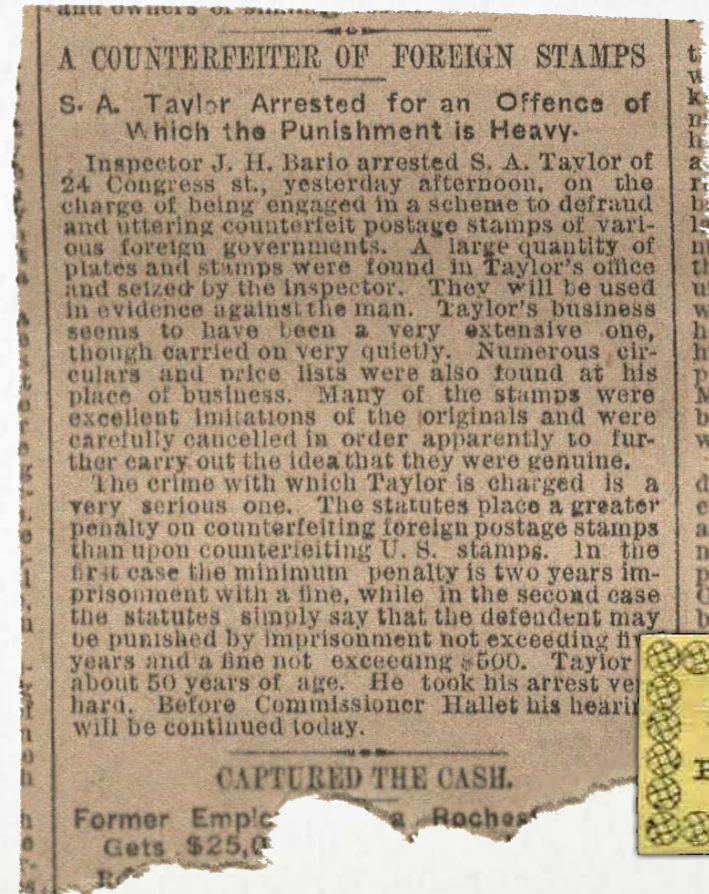 and owners of
A COUNTERFEITER OF FOREIGN STAMPS
S. A. Taylor Arrested for an Offence of
Which the Punishment is Heavy.
Inspector J. H. Bario arrested S. A. Taylor of
24 Congress st., yesterday afternoon, on the
charge of being engaged in a scheme to defraud
and uttering counterfeit postage stamps of vari-
ous foreign governments. A large quantity of
plates and stamps were found in Taylor's office
and seized by the inspector. They will be used
in evidence against the man. Taylor's business
seems to have been a very extensive one,
though carried on very quietly. Numerous cir-
culars and price lists were also found at his
place of business. Many of the stamps were
excellent imitations of the originals and were
carefully cancelled in order apparently to fur-
ther carry out the idea that they were genuine.
The crime with which Taylor is charged is a
very serious one. The statutes place a greater
penalty on counterfeiting foreign postage stamps
than upon counterfeiting U. S. stamps. In the
first case the minimum penalty is two years im-
prisonment with a fine, while in the second case
the statutes simply say that the defendent may
be punished by imprisonment not exceeding fiv
years and a fine not exceeding $500. Taylor
about 50 years of age. He took his arrest ver
hard. Before Commissioner Hallet his hearin
will be continued today.
CAPTURED THE CASH.
Former Emplo a Roches
Gets $25,0